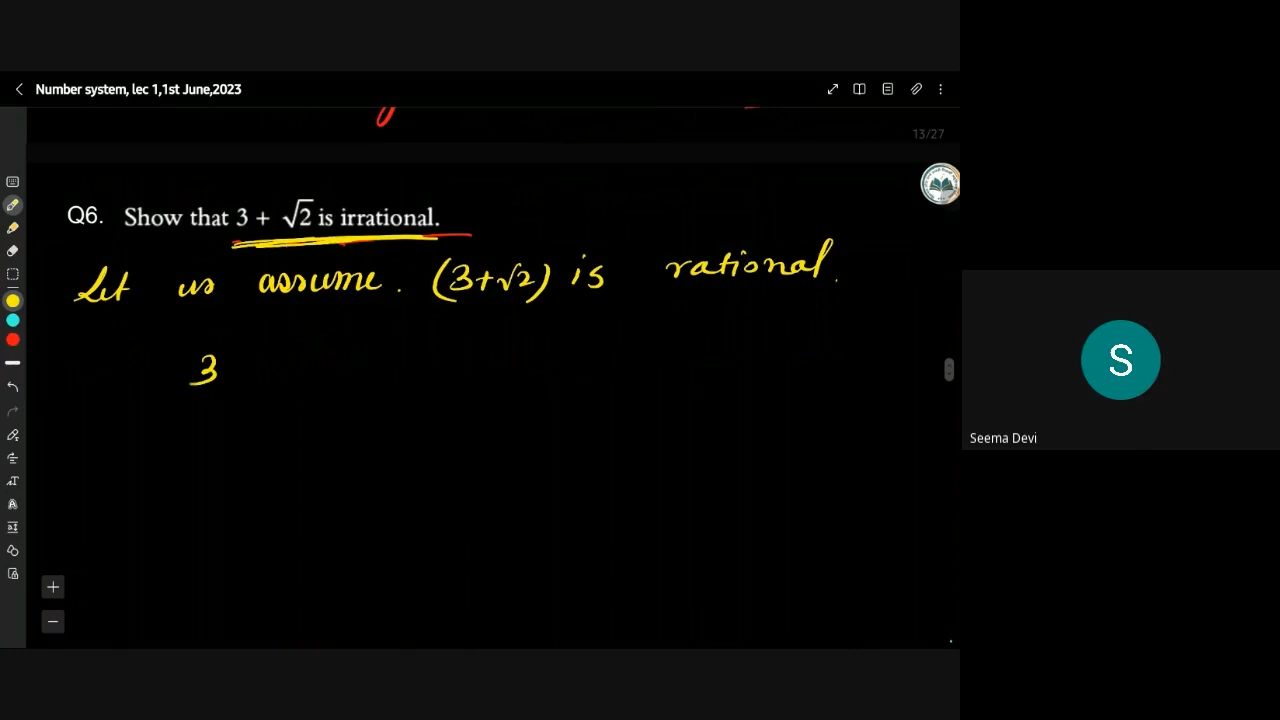 Number system, lec 1,1st June,2023
13/27
Q6. Show that 3 + √2 is irrational.
Let us assume. (3+√2) is rational.
3
S
Seema Devi